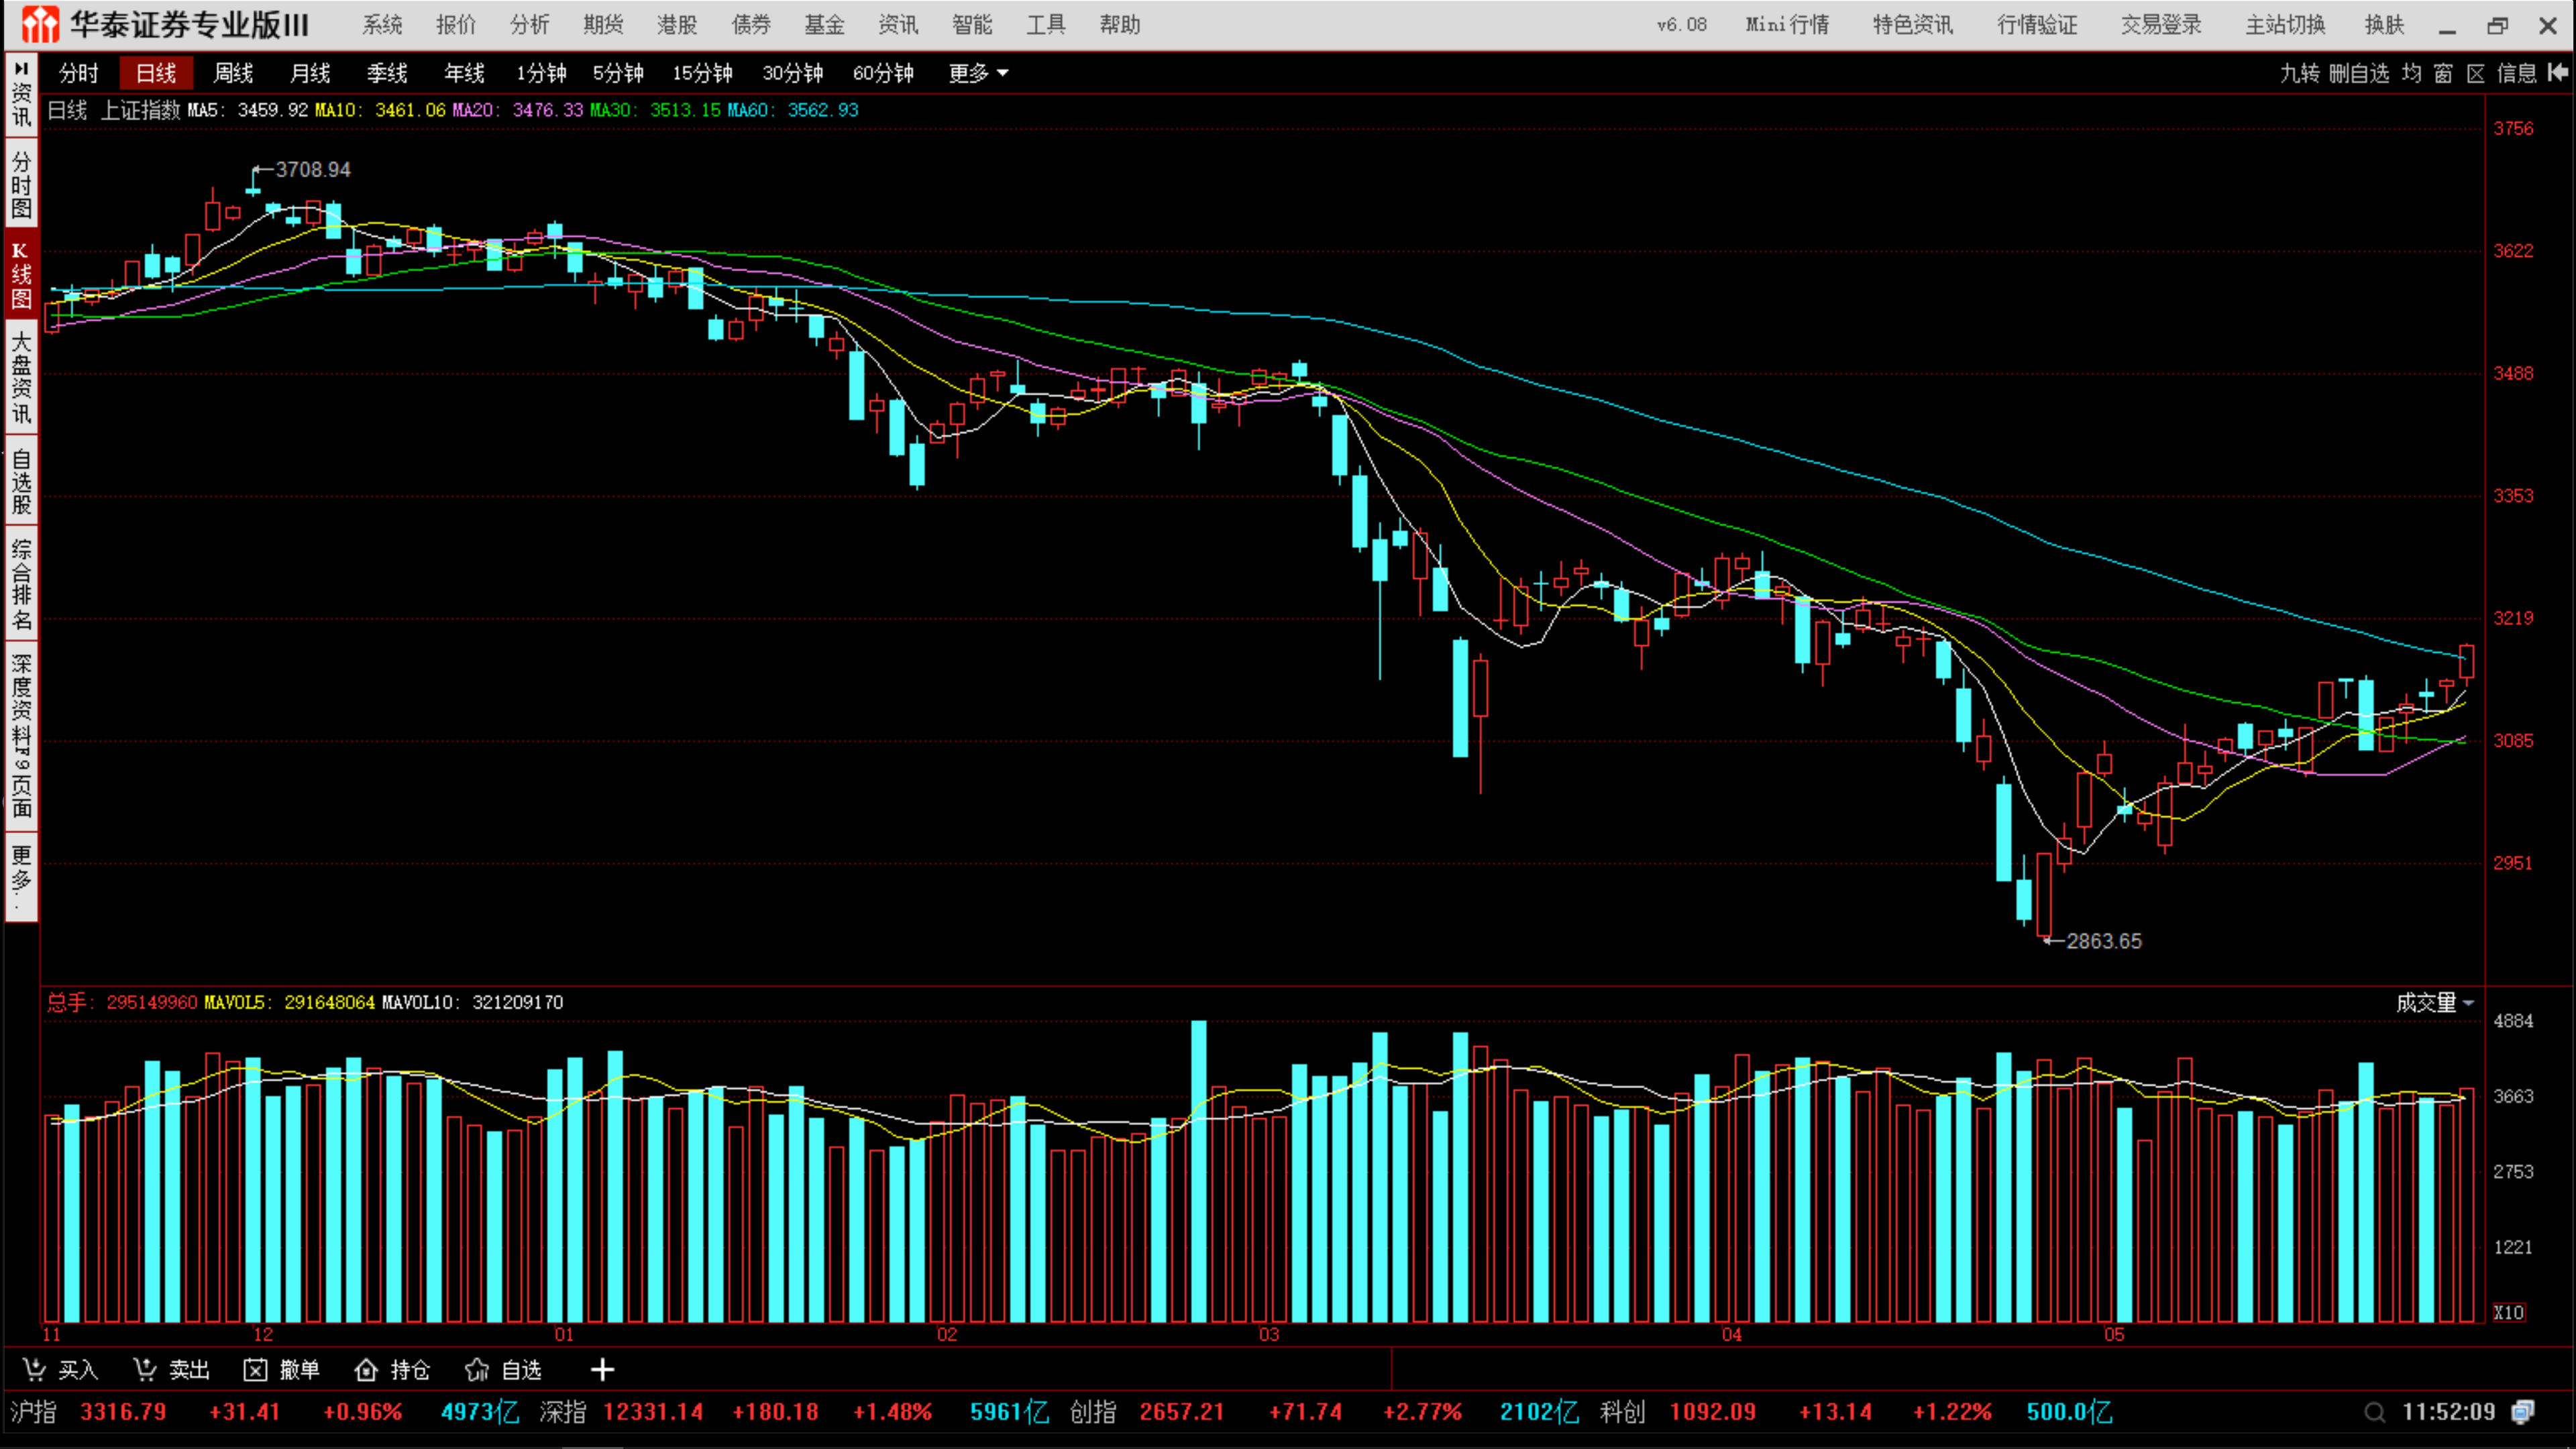 华泰证券专业版III 系统 报价 分析 期货 港股 债券 基金 资讯 智能 工具 帮助 v6.08 Mini行情 特色资讯 行情验证 交易登录 主站切换 换肤
分时 日线 周线 月线 季线 年线 1分钟 5分钟 15分钟 30分钟 60分钟 更多 九转 删自选 均 窗 区 信息
资讯
分时图
K线图
大盘资讯
自选股
综合排名
深度资料F9页面
更多..
日线 上证指数 MA5: 3459.92 MA10: 3461.06 MA20: 3476.33 MA30: 3513.15 MA60: 3562.93
3708.94
2863.65
3756
3622
3488
3353
3219
3085
2951
总手: 295149960 MAVOL5: 291648064 MAVOL10: 321209170 成交量
4884
3663
2753
1221
X10
11 12 01 02 03 04 05
买入 卖出 撤单 持仓 自选
沪指 3316.79 +31.41 +0.96% 4973亿 深指 12331.14 +180.18 +1.48% 5961亿 创指 2657.21 +71.74 +2.77% 2102亿 科创 1092.09 +13.14 +1.22% 500.0亿 11:52:09